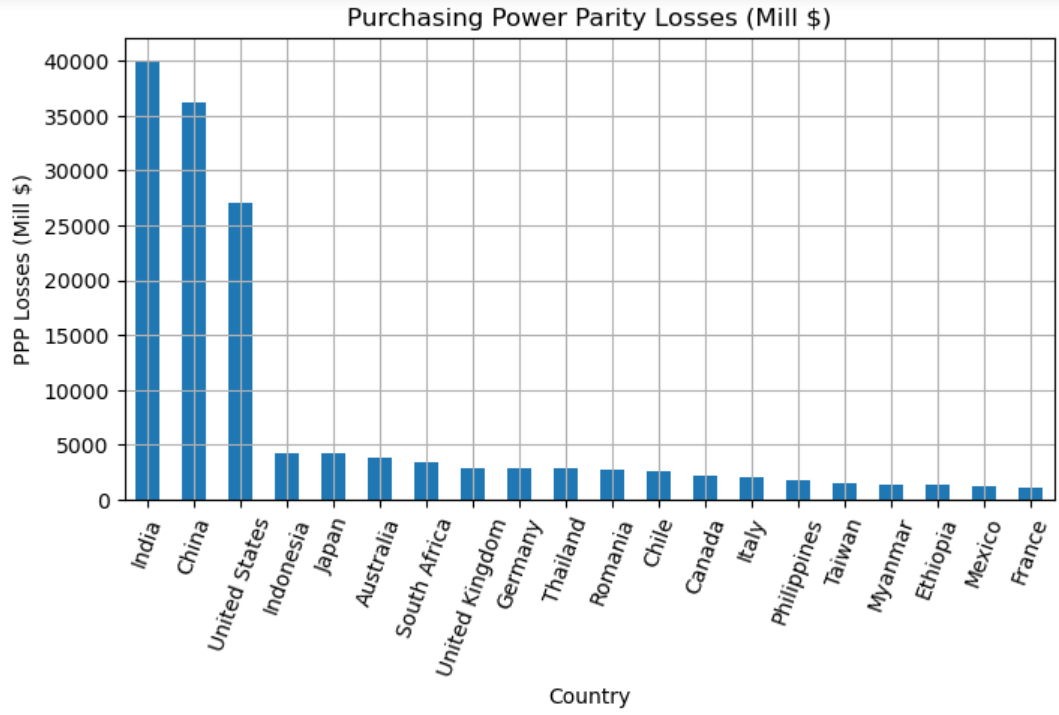 Purchasing Power Parity Losses (Mill $)
PPP Losses (Mill $)
40000
35000
30000
25000
20000
15000
10000
5000
0
India
China
United States
Indonesia
Japan
Australia
South Africa
United Kingdom
Germany
Thailand
Romania
Chile
Canada
Italy
Philippines
Taiwan
Myanmar
Ethiopia
Mexico
France
Country